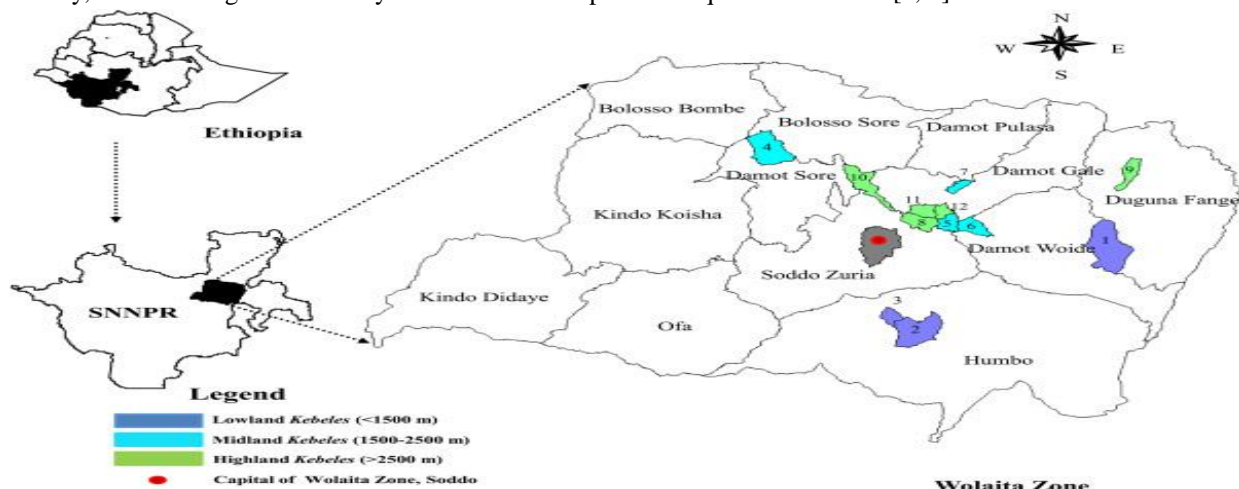 N
W E
S
Ethiopia
Bolosso Bombe
Bolosso Sore
Damot Pulasa
4
7
Damot Sore
10
Damot Gale
9
Duguna Fango
Kindo Koisha
11
12
8
5
6
Damot Woide
1
Soddo Zuria
SNNPR
Kindo Didaye
3
Ofa
2
Humbo
Legend
Lowland Kebeles (<1500 m)
Midland Kebeles (1500-2500 m)
Highland Kebeles (>2500 m)
Capital of Wolaita Zone, Soddo
Wolaita Zone